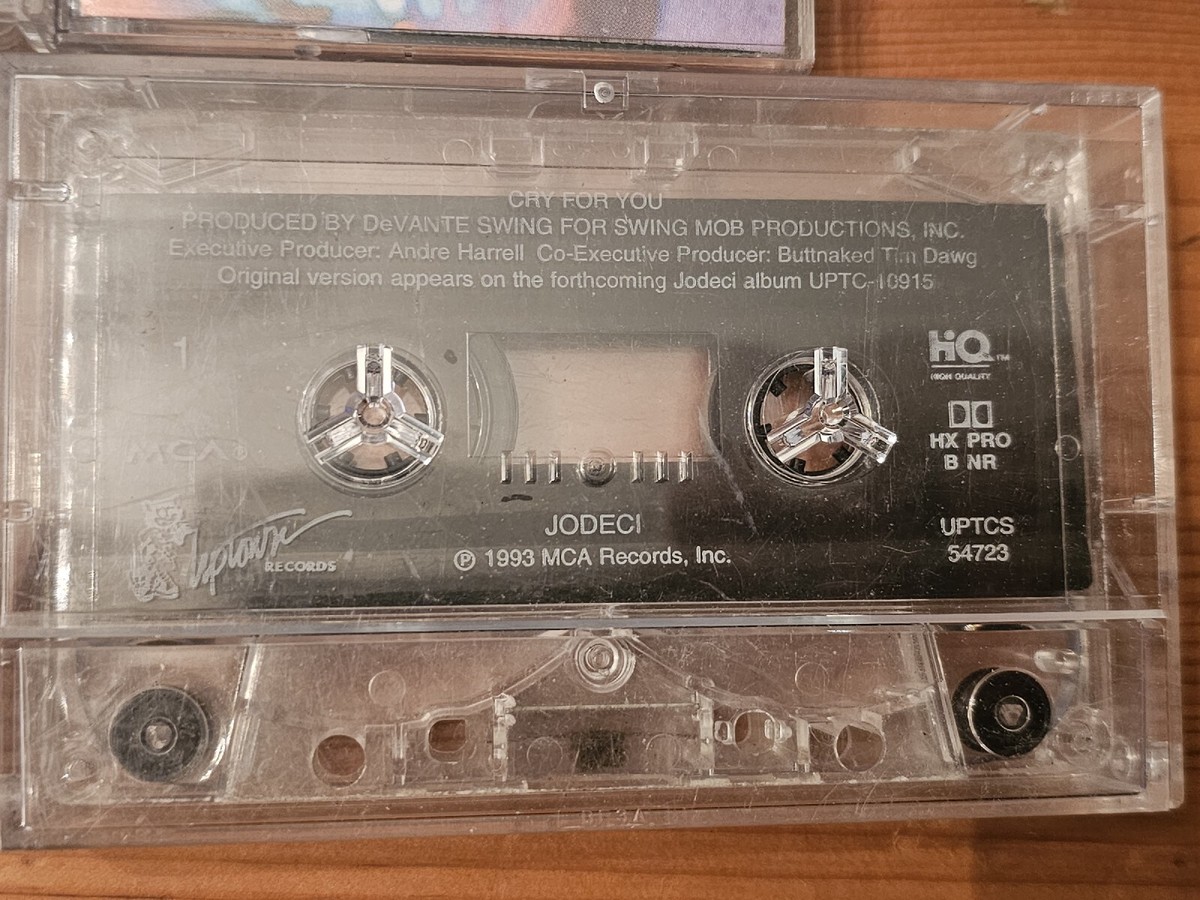 CRY FOR YOU
PRODUCED BY DeVANTE SWING FOR SWING MOB PRODUCTIONS, INC.
Executive Producer: Andre Harrell Co-Executive Producer: Buttnaked Tim Dawg
Original version appears on the forthcoming Jodeci album UPTC-10915
1
HiQ™
HIGH QUALITY
HX PRO
B NR
MCA®
Uptown
RECORDS
JODECI
℗ 1993 MCA Records, Inc.
UPTCS
54723